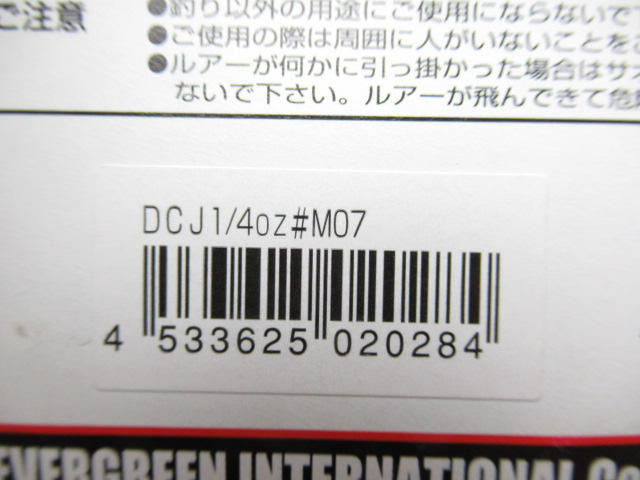 ご注意
●釣り以外の用途にご使用にならないで
●ご使用の際は周囲に人がいないことを
●ルアーが何かに引っ掛かった場合はサオ
ないで下さい。ルアーが飛んできて危
DCJ1/4oz#M07
4 533625 020284
EVERGREEN INTERNATIONAL Co